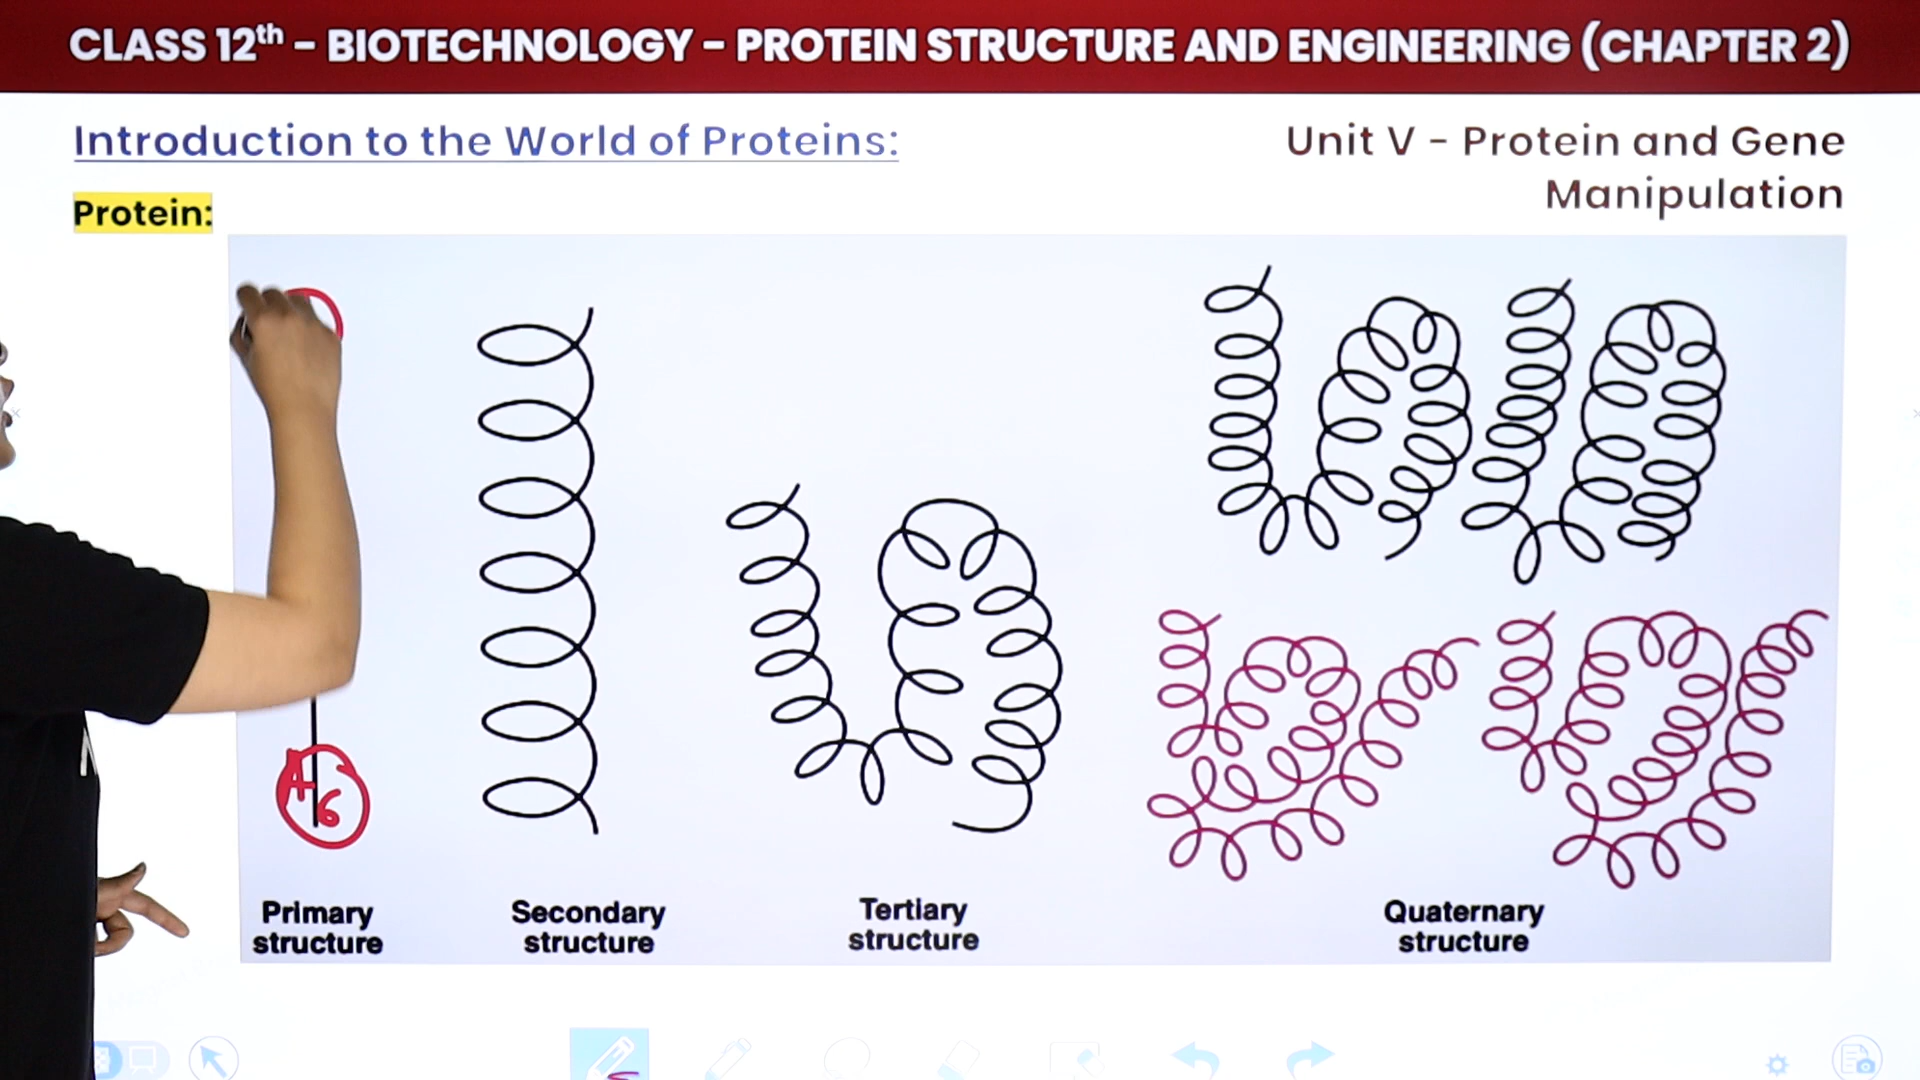 CLASS 12th - BIOTECHNOLOGY - PROTEIN STRUCTURE AND ENGINEERING (CHAPTER 2)
Introduction to the World of Proteins:
Unit V - Protein and Gene
Manipulation
Protein:
Primary
structure
Secondary
structure
Tertiary
structure
Quaternary
structure